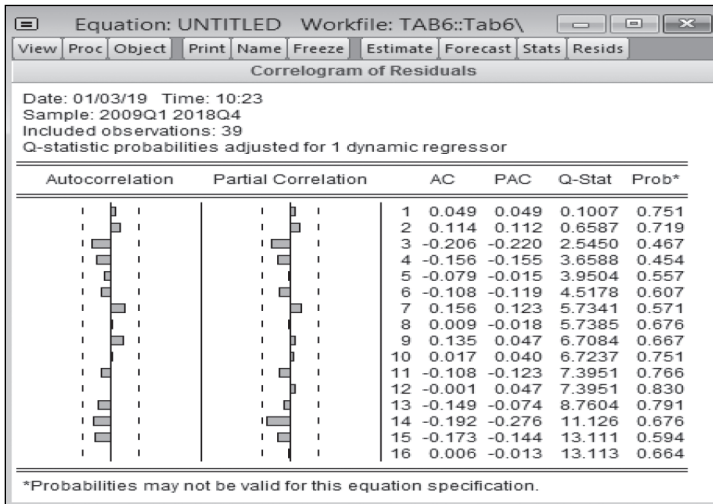 Equation: UNTITLED Workfile: TAB6::Tab6\
View Proc Object Print Name Freeze Estimate Forecast Stats Resids
Correlogram of Residuals
Date: 01/03/19 Time: 10:23
Sample: 2009Q1 2018Q4
Included observations: 39
Q-statistic probabilities adjusted for 1 dynamic regressor
Autocorrelation Partial Correlation AC PAC Q-Stat Prob*
1 0.049 0.049 0.1007 0.751
2 0.114 0.112 0.6587 0.719
3 -0.206 -0.220 2.5450 0.467
4 -0.156 -0.155 3.6588 0.454
5 -0.079 -0.015 3.9504 0.557
6 -0.108 -0.119 4.5178 0.607
7 0.156 0.123 5.7341 0.571
8 0.009 -0.018 5.7385 0.676
9 0.135 0.047 6.7084 0.667
10 0.017 0.040 6.7237 0.751
11 -0.108 -0.123 7.3951 0.766
12 -0.001 0.047 7.3951 0.830
13 -0.149 -0.074 8.7604 0.791
14 -0.192 -0.276 11.126 0.676
15 -0.173 -0.144 13.111 0.594
16 0.006 -0.013 13.113 0.664
*Probabilities may not be valid for this equation specification.